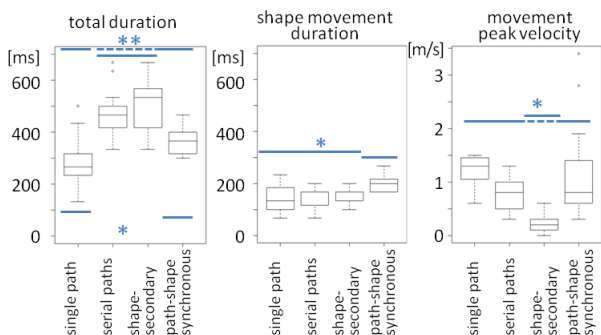 total duration
shape movement
duration
movement
peak velocity
[ms]
600
400
200
0
**
*
single path
serial paths
shape-
secondary
path-shape
synchronous
[ms]
600
400
200
0
*
single path
serial paths
shape-
secondary
path-shape
synchronous
[m/s]
3
2
1
0
*
single path
serial paths
shape-
secondary
path-shape
synchronous